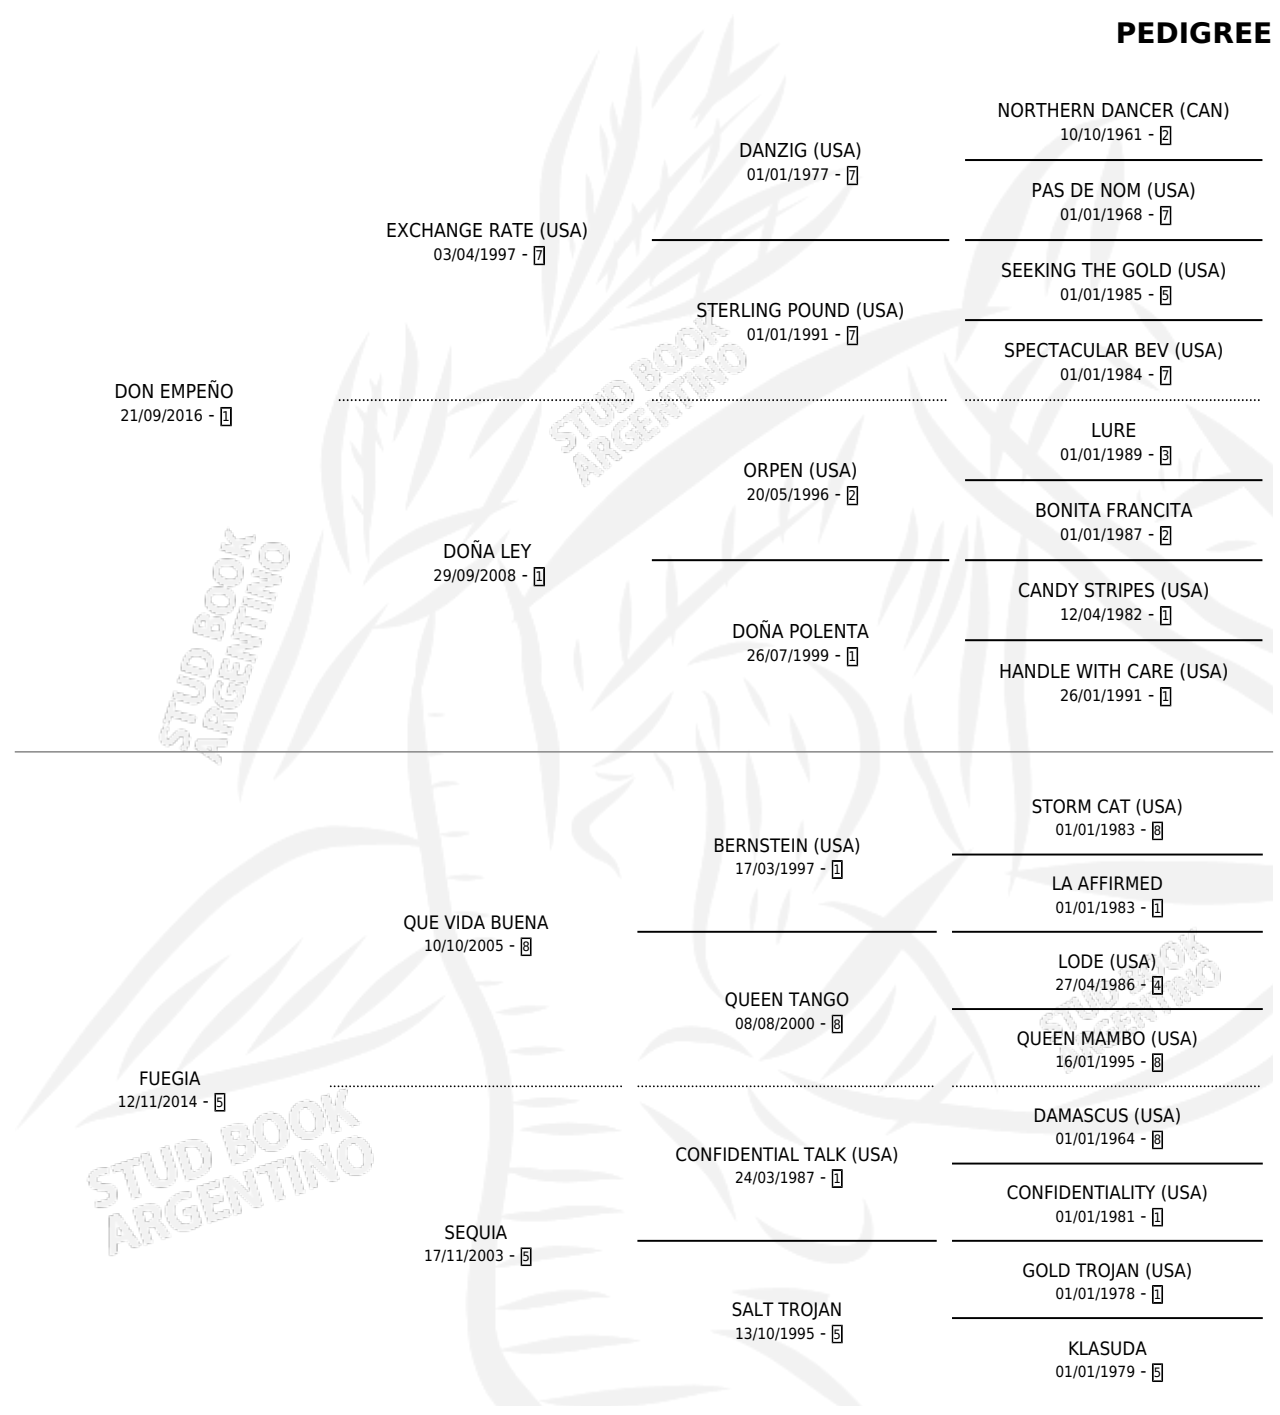 PEDIGREE
NORTHERN DANCER (CAN)
10/10/1961 - 2
DANZIG (USA)
01/01/1977 - 7
PAS DE NOM (USA)
01/01/1968 - 7
EXCHANGE RATE (USA)
03/04/1997 - 7
SEEKING THE GOLD (USA)
01/01/1985 - 5
STERLING POUND (USA)
01/01/1991 - 7
SPECTACULAR BEV (USA)
01/01/1984 - 7
DON EMPEÑO
21/09/2016 - 1
LURE
01/01/1989 - 3
ORPEN (USA)
20/05/1996 - 2
BONITA FRANCITA
01/01/1987 - 2
DOÑA LEY
29/09/2008 - 1
CANDY STRIPES (USA)
12/04/1982 - 1
DOÑA POLENTA
26/07/1999 - 1
HANDLE WITH CARE (USA)
26/01/1991 - 1
STORM CAT (USA)
01/01/1983 - 8
BERNSTEIN (USA)
17/03/1997 - 1
LA AFFIRMED
01/01/1983 - 1
QUE VIDA BUENA
10/10/2005 - 8
LODE (USA)
27/04/1986 - 4
QUEEN TANGO
08/08/2000 - 8
QUEEN MAMBO (USA)
16/01/1995 - 8
FUEGIA
12/11/2014 - 5
DAMASCUS (USA)
01/01/1964 - 8
CONFIDENTIAL TALK (USA)
24/03/1987 - 1
CONFIDENTIALITY (USA)
01/01/1981 - 1
SEQUIA
17/11/2003 - 5
GOLD TROJAN (USA)
01/01/1978 - 1
SALT TROJAN
13/10/1995 - 5
KLASUDA
01/01/1979 - 5
STUD BOOK
ARGENTINO
STUD BOOK
ARGENTINO
STUD BOOK
ARGENTINO
STUD BOOK
ARGENTINO